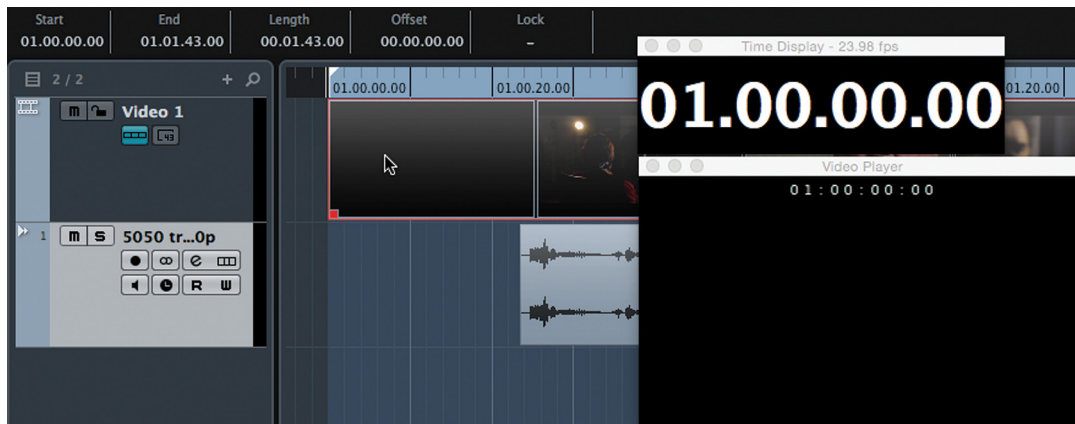 Start End Length Offset Lock
01.00.00.00 01.01.43.00 00.01.43.00 00.00.00.00 –
Time Display - 23.98 fps
01.00.00.00
2 / 2 +
01.00.00.00 01.00.20.00 01.20.00
m Video 1
43
Video Player
01:00:00:00
1 m S 5050 tr...0p
e
R W